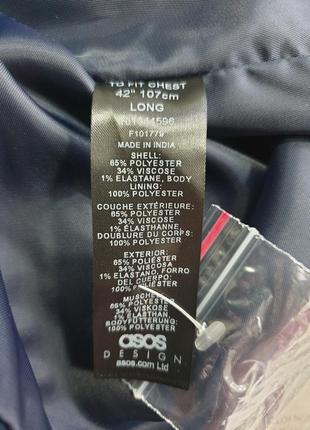 TO FIT CHEST
42" 107cm
LONG
F101779
MADE IN INDIA
SHELL:
65% POLYESTER
34% VISCOSE
1% ELASTANE, BODY
LINING:
100% POLYESTER
COUCHE EXTÉRIEURE:
65% POLYESTER
34% VISCOSE
1% ÉLASTHANNE,
DOUBLURE DU CORPS:
100% POLYESTER
EXTERIOR:
65% POLIÉSTER
34% VISCOSA
1% ELASTANO, FORRO
DEL CUERPO:
100% POLIÉSTER
65% POLYESTER
34% VISKOSE
1% ELASTHAN
BODYFÜTTERUNG:
100% POLYESTER
asos
DESIGN
asos.com Ltd